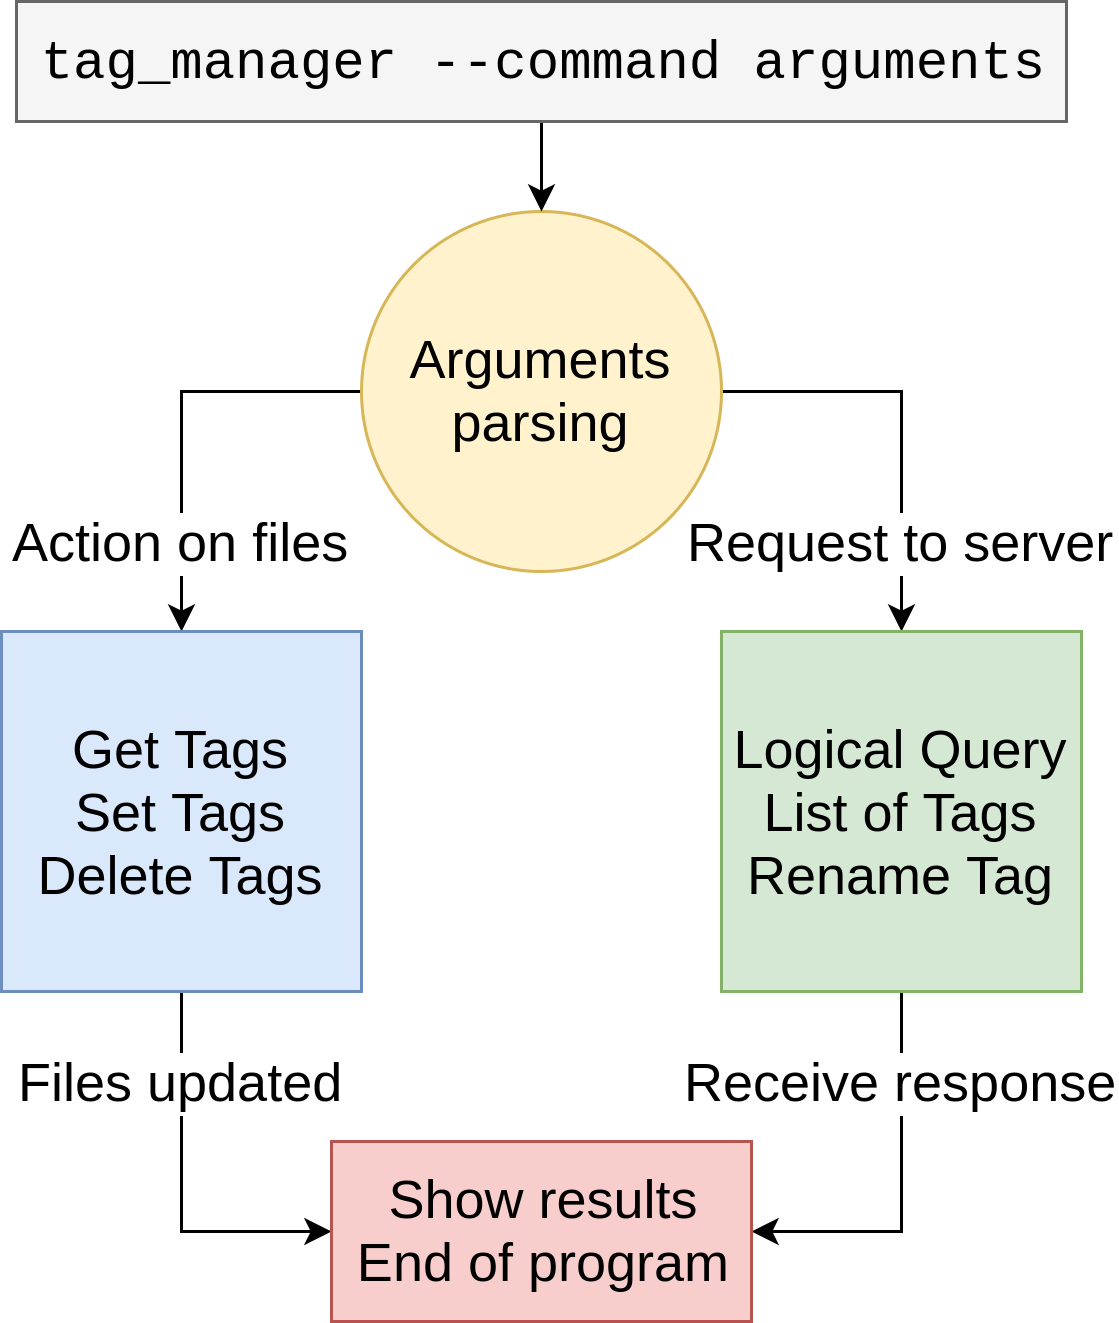 tag_manager --command arguments
Arguments
parsing
Action on files
Request to server
Get Tags
Set Tags
Delete Tags
Logical Query
List of Tags
Rename Tag
Files updated
Receive response
Show results
End of program